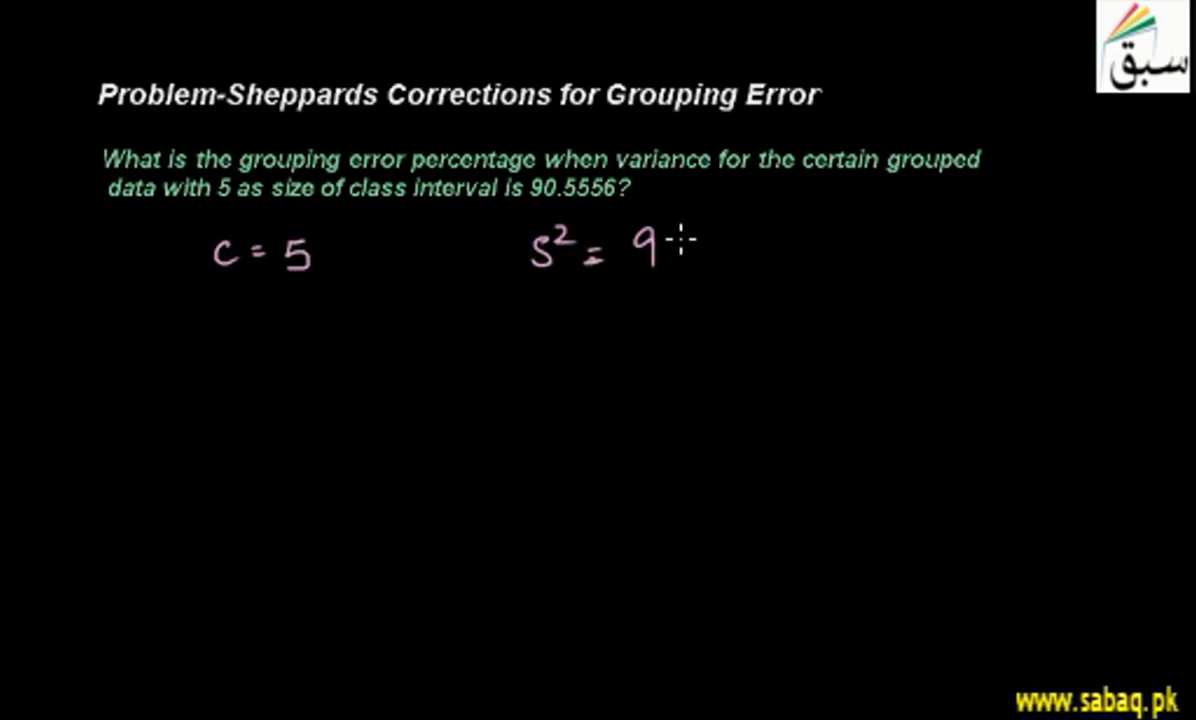 سبق
Problem-Sheppards Corrections for Grouping Error
What is the grouping error percentage when variance for the certain grouped
data with 5 as size of class interval is 90.5556?
c = 5 s² = 9
www.sabaq.pk